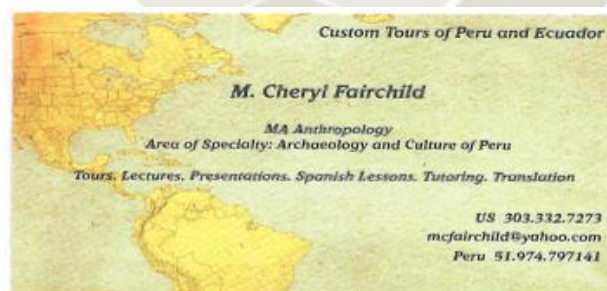 Custom Tours of Peru and Ecuador
M. Cheryl Fairchild
MA Anthropology
Area of Specialty: Archaeology and Culture of Peru
Tours. Lectures. Presentations. Spanish Lessons. Tutoring. Translation
US 303.332.7273
mcfairchild@yahoo.com
Peru 51.974.797141